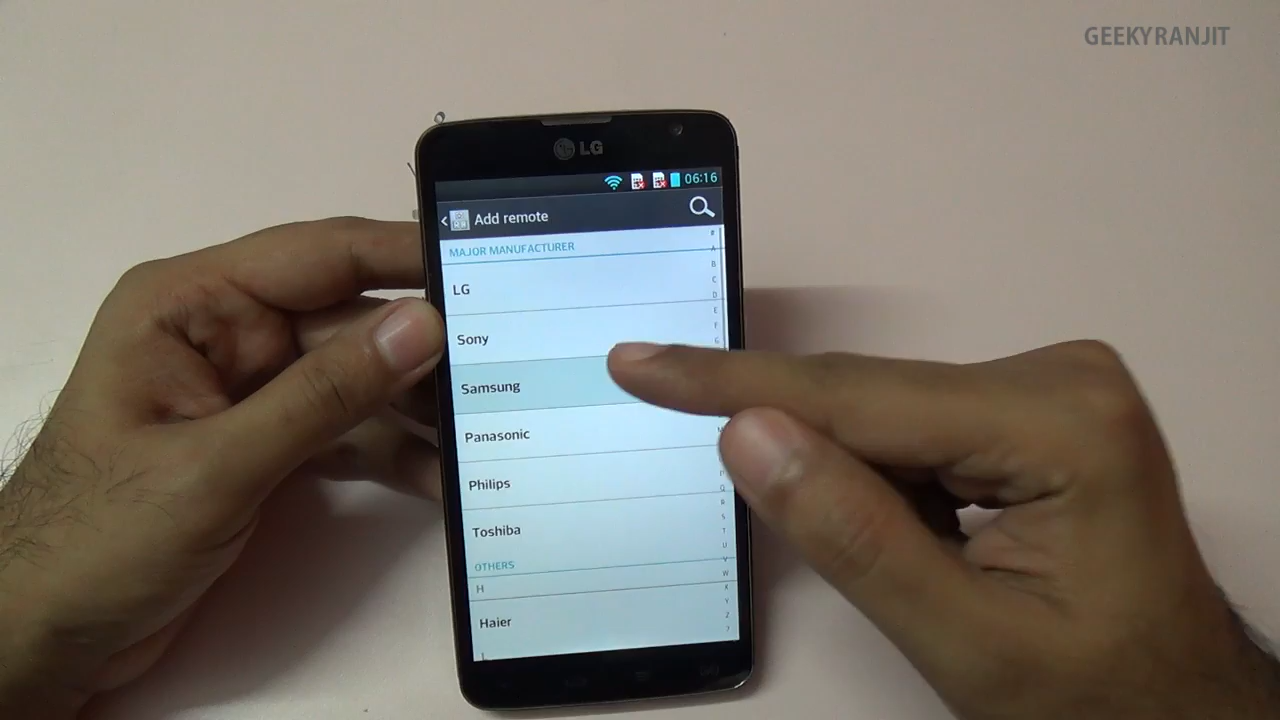 GEEKYRANJIT
LG
06:16
Add remote
MAJOR MANUFACTURER
LG
Sony
Samsung
Panasonic
Philips
Toshiba
OTHERS
H
Haier
#
A
B
C
D
E
F
G
Q
R
S
T
U
V
W
X
Y
Z